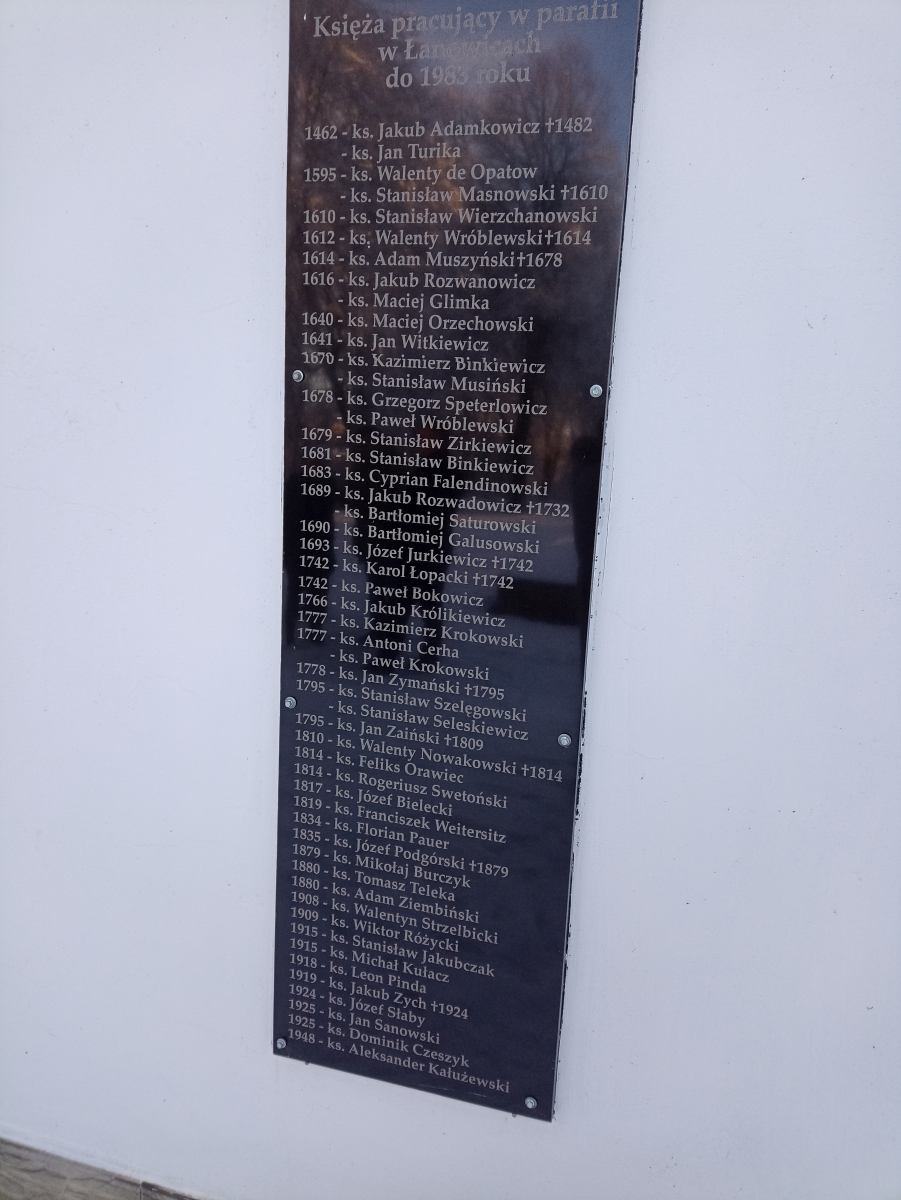 Księża pracujący w parafii
w Łanowicach
do 1983 roku
1462 - ks. Jakub Adamkowicz †1482
- ks. Jan Turika
1595 - ks. Walenty de Opatow
- ks. Stanisław Masnowski †1610
1610 - ks. Stanisław Wierzchanowski
1612 - ks. Walenty Wróblewski†1614
1614 - ks. Adam Muszyński†1678
1616 - ks. Jakub Rozwanowicz
- ks. Maciej Glimka
1640 - ks. Maciej Orzechowski
1641 - ks. Jan Witkiewicz
1670 - ks. Kazimierz Binkiewicz
- ks. Stanisław Musiński
1678 - ks. Grzegorz Speterlowicz
- ks. Paweł Wróblewski
1679 - ks. Stanisław Zirkiewicz
1681 - ks. Stanisław Binkiewicz
1683 - ks. Cyprian Falendinowski
1689 - ks. Jakub Rozwadowicz †1732
- ks. Bartłomiej Saturowski
1690 - ks. Bartłomiej Galusowski
1693 - ks. Józef Jurkiewicz †1742
1742 - ks. Karol Łopacki †1742
1742 - ks. Paweł Bokowicz
1766 - ks. Jakub Królikiewicz
1777 - ks. Kazimierz Krokowski
1777 - ks. Antoni Cerha
- ks. Paweł Krokowski
1778 - ks. Jan Zymański †1795
1795 - ks. Stanisław Szelęgowski
- ks. Stanisław Seleskiewicz
1795 - ks. Jan Zaiński †1809
1810 - ks. Walenty Nowakowski †1814
1814 - ks. Feliks Orawiec
1814 - ks. Rogeriusz Swetoński
1817 - ks. Józef Bielecki
1819 - ks. Franciszek Weitersitz
1834 - ks. Florian Pauer
1835 - ks. Józef Podgórski †1879
1879 - ks. Mikołaj Burczyk
1880 - ks. Tomasz Teleka
1880 - ks. Adam Ziembiński
1908 - ks. Walentyn Strzelbicki
1909 - ks. Wiktor Różycki
1915 - ks. Stanisław Jakubczak
1915 - ks. Michał Kułacz
1918 - ks. Leon Pinda
1919 - ks. Jakub Zych †1924
1924 - ks. Józef Słaby
1925 - ks. Jan Sanowski
1925 - ks. Dominik Czeszyk
1948 - ks. Aleksander Kałużewski